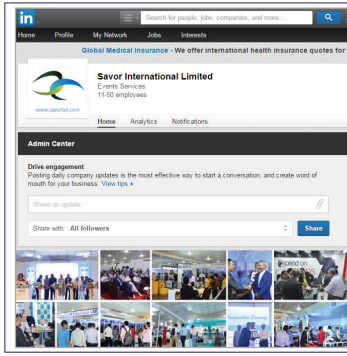 in
Search for people, jobs, companies, and more...
Home Profile My Network Jobs Interests
Global Medical Insurance - We offer international health insurance quotes for
Savor International Limited
Events Services
11-50 employees
www.savorbd.com
Home Analytics Notifications
Admin Center
Drive engagement
Posting daily company updates is the most effective way to start a conversation, and create word of
mouth for your business. View tips
Share an update
Share with: All followers
Share